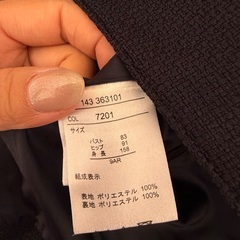 143 363101
COL 7201
サイズ
バスト 83
ヒップ 91
身長 158
9AR
組成表示
表地 ポリエステル 100%
裏地 ポリエステル 100%